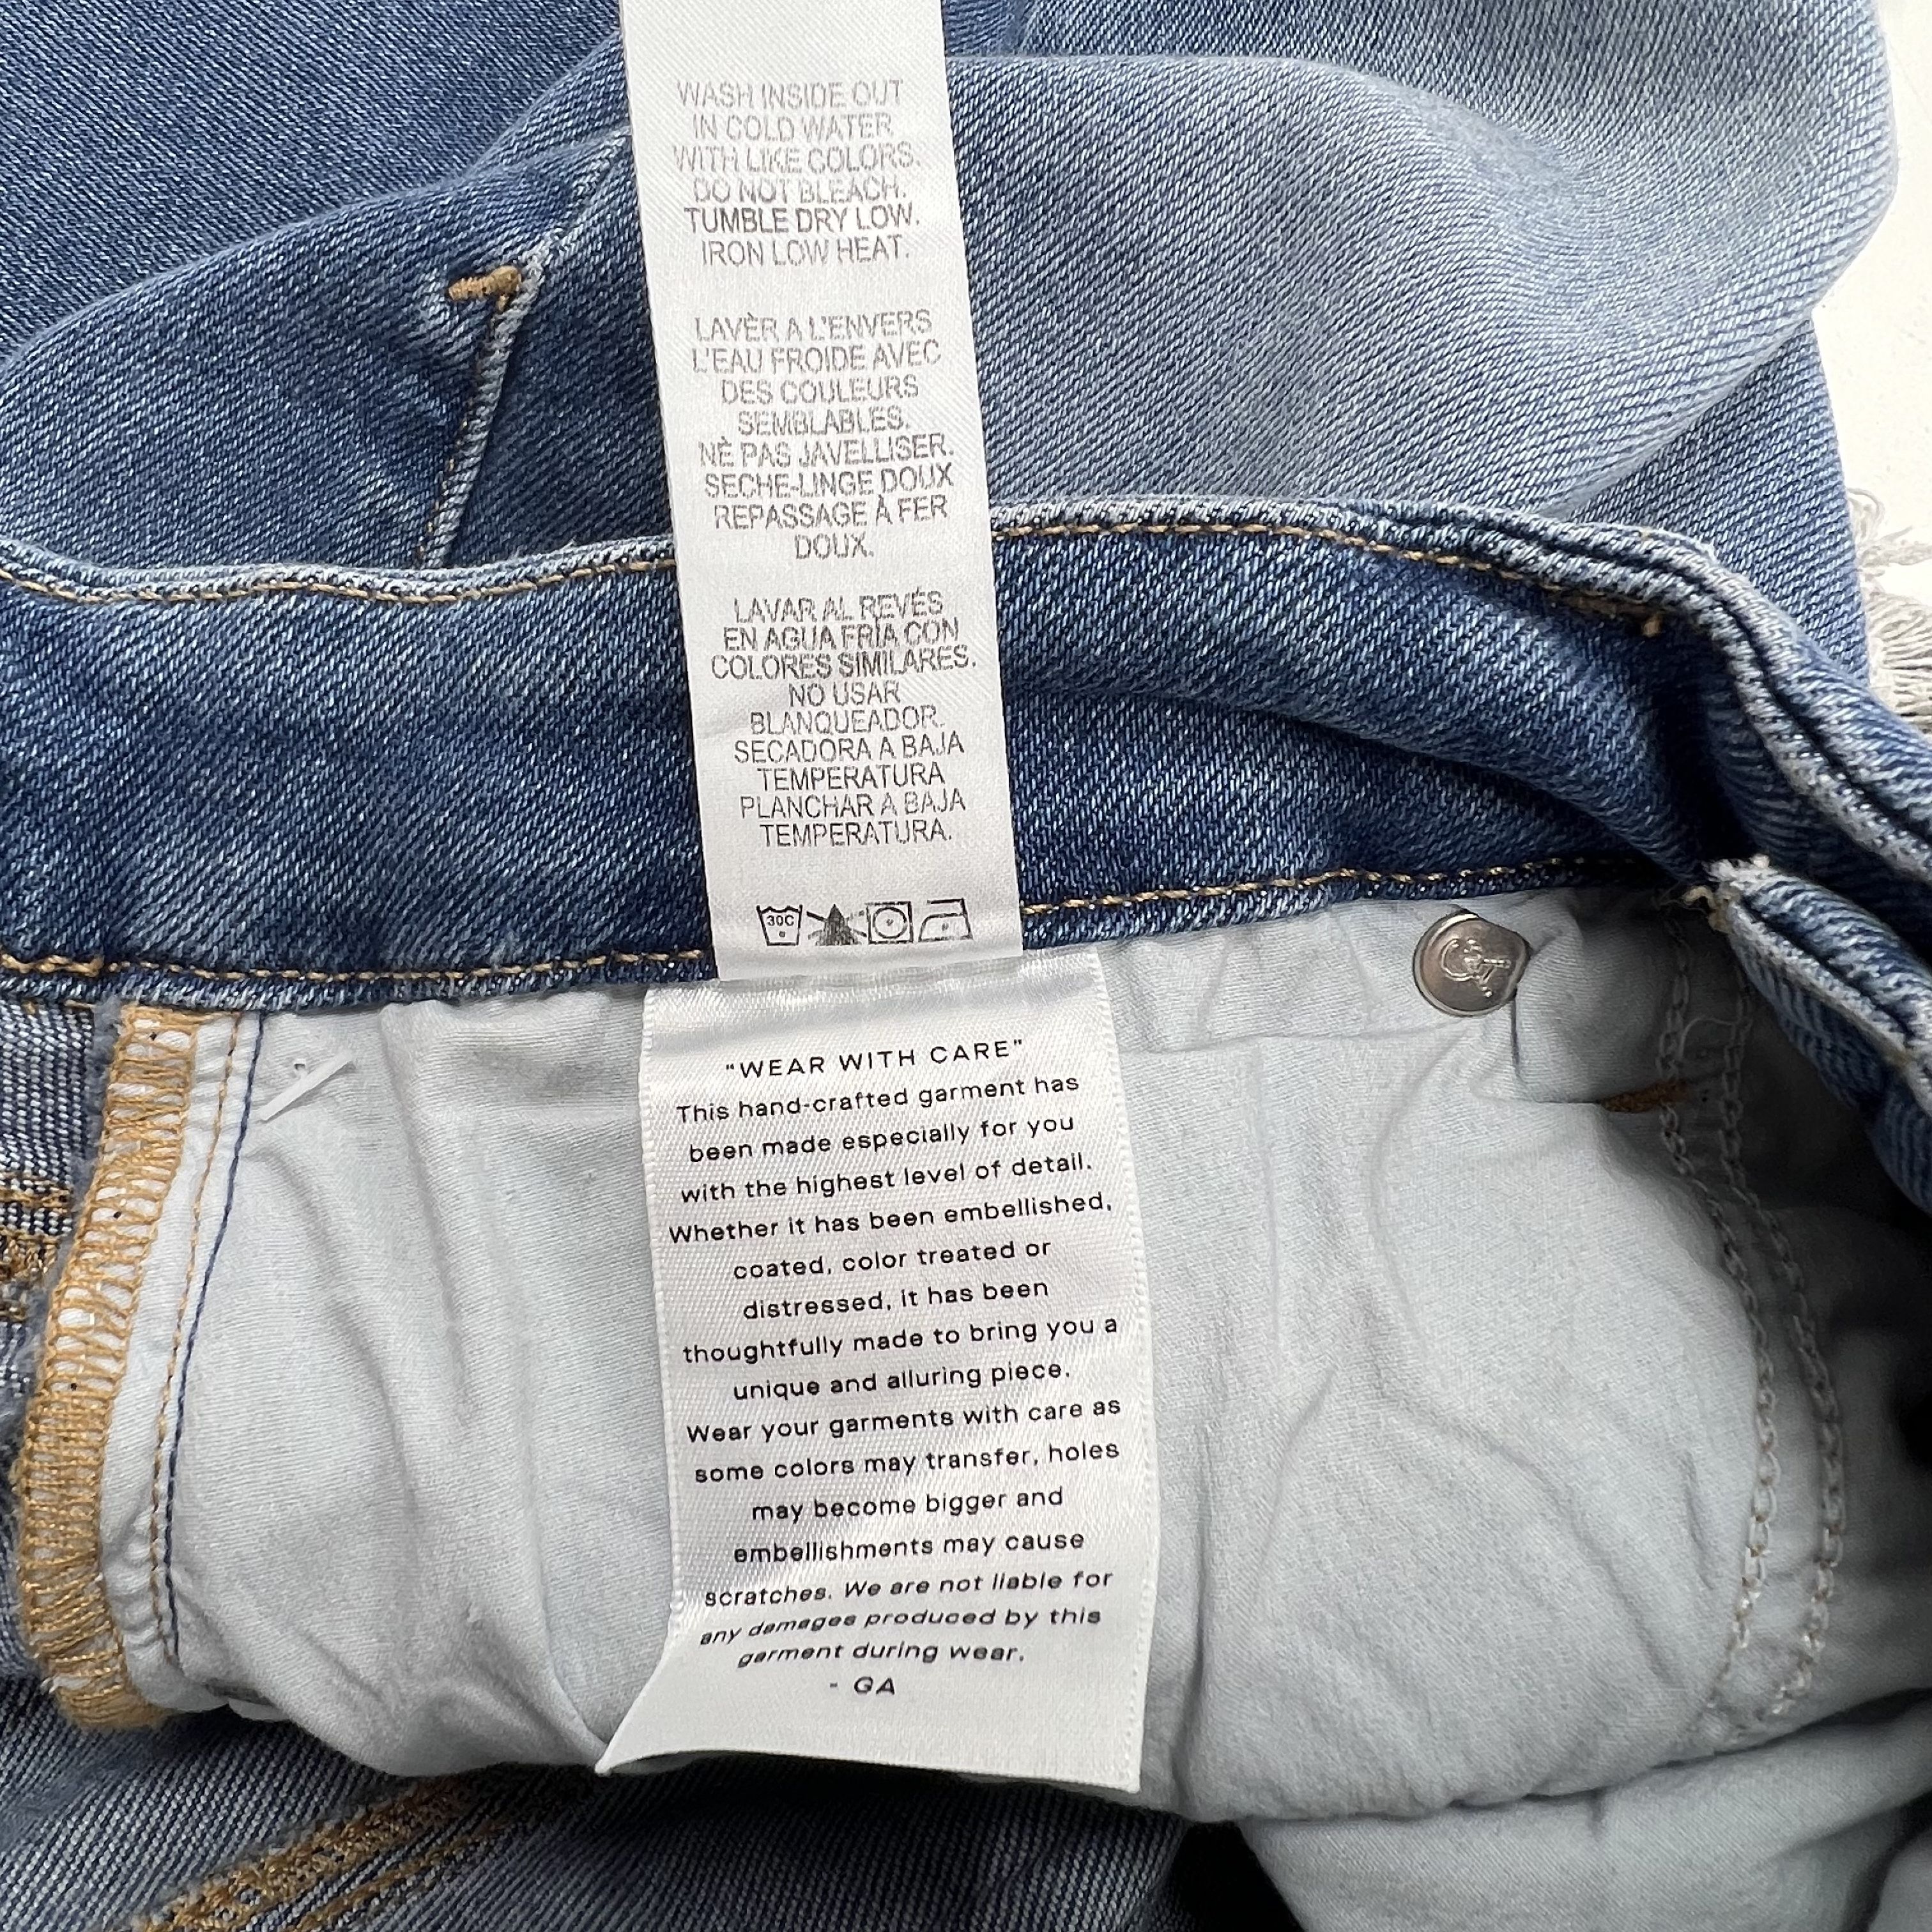 WASH INSIDE OUT
IN COLD WATER
WITH LIKE COLORS.
DO NOT BLEACH.
TUMBLE DRY LOW.
IRON LOW HEAT.
LAVÈR A L'ENVERS
L'EAU FROIDE AVEC
DES COULEURS
SEMBLABLES.
NÈ PAS JAVELLISER.
SECHE-LINGE DOUX
REPASSAGE À FER
DOUX.
LAVAR AL REVÉS
EN AGUA FRÍA CON
COLORES SIMILARES.
NO USAR
BLANQUEADOR.
SECADORA A BAJA
TEMPERATURA
PLANCHAR A BAJA
TEMPERATURA.
30C
"WEAR WITH CARE"
This hand-crafted garment has
been made especially for you
with the highest level of detail.
Whether it has been embellished,
coated, color treated or
distressed, it has been
thoughtfully made to bring you a
unique and alluring piece.
Wear your garments with care as
some colors may transfer, holes
may become bigger and
embellishments may cause
scratches. We are not liable for
any damages produced by this
garment during wear.
- GA